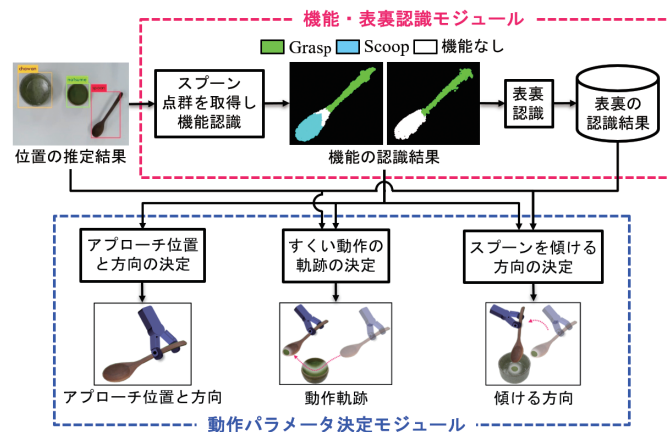 機能・表裏認識モジュール
Grasp
Scoop
機能なし
スプーン
点群を取得し
機能認識
表裏
認識
表裏の
認識結果
位置の推定結果
機能の認識結果
アプローチ位置
と方向の決定
すくい動作の
軌跡の決定
スプーンを傾ける
方向の決定
アプローチ位置と方向
動作軌跡
傾ける方向
動作パラメータ決定モジュール